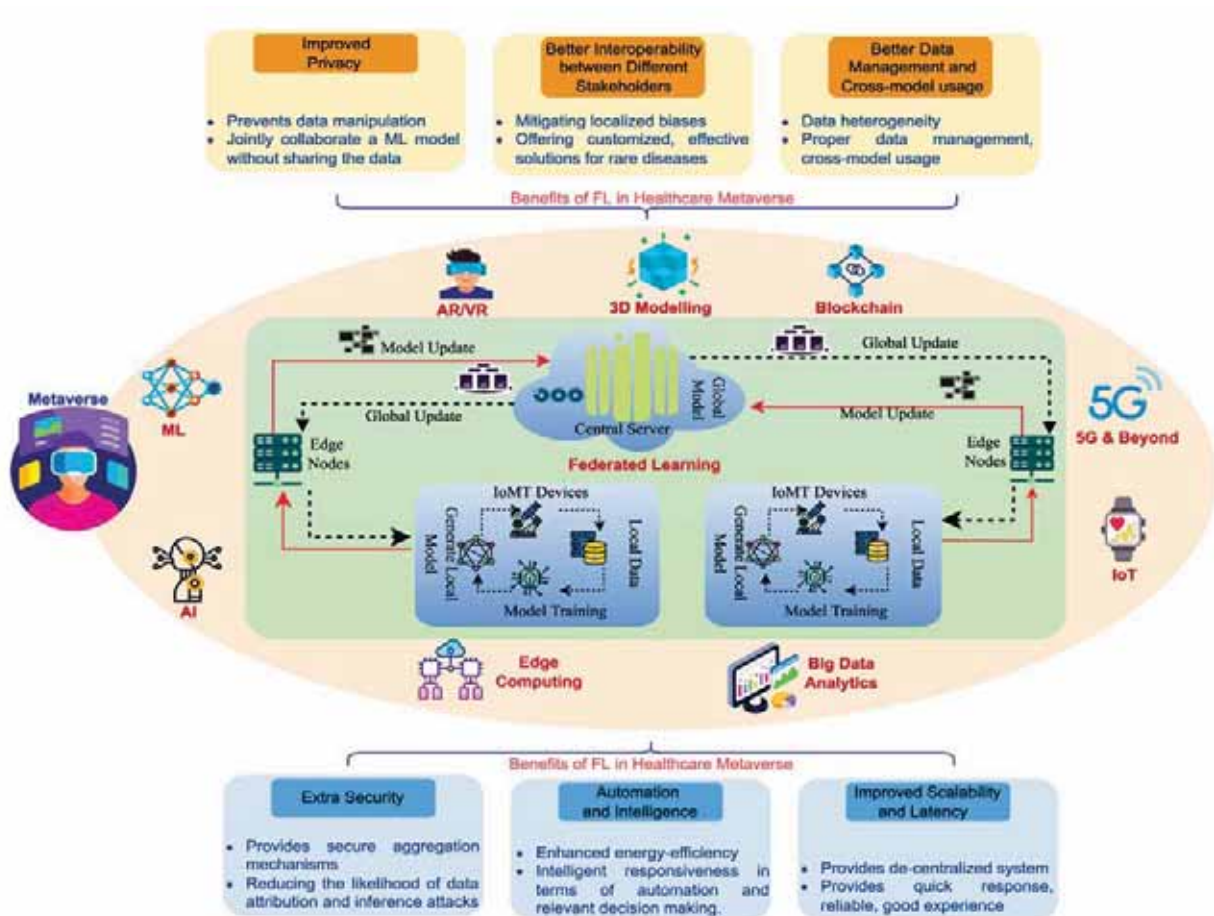 Improved
Privacy
• Prevents data manipulation
• Jointly collaborate a ML model
without sharing the data
Better Interoperability
between Different
Stakeholders
• Mitigating localized biases
• Offering customized, effective
solutions for rare diseases
Better Data
Management and
Cross-model usage
• Data heterogeneity
• Proper data management,
cross-model usage
Benefits of FL in Healthcare Metaverse
AR/VR
3D Modelling
Blockchain
Metaverse
ML
AI
5G
5G & Beyond
IoT
Model Update
Global Update
Edge
Nodes
Central Server
Global
Model
Federated Learning
Global Update
Model Update
Edge
Nodes
IoMT Devices
Generate Local
Model
Local Data
Model Training
IoMT Devices
Generate Local
Model
Local Data
Model Training
Edge
Computing
Big Data
Analytics
Benefits of FL in Healthcare Metaverse
Extra Security
• Provides secure aggregation
mechanisms
• Reducing the likelihood of data
attribution and inference attacks
Automation
and Intelligence
• Enhanced energy-efficiency
• Intelligent responsiveness in
terms of automation and
relevant decision making.
Improved Scalability
and Latency
• Provides de-centralized system
• Provides quick response,
reliable, good experience